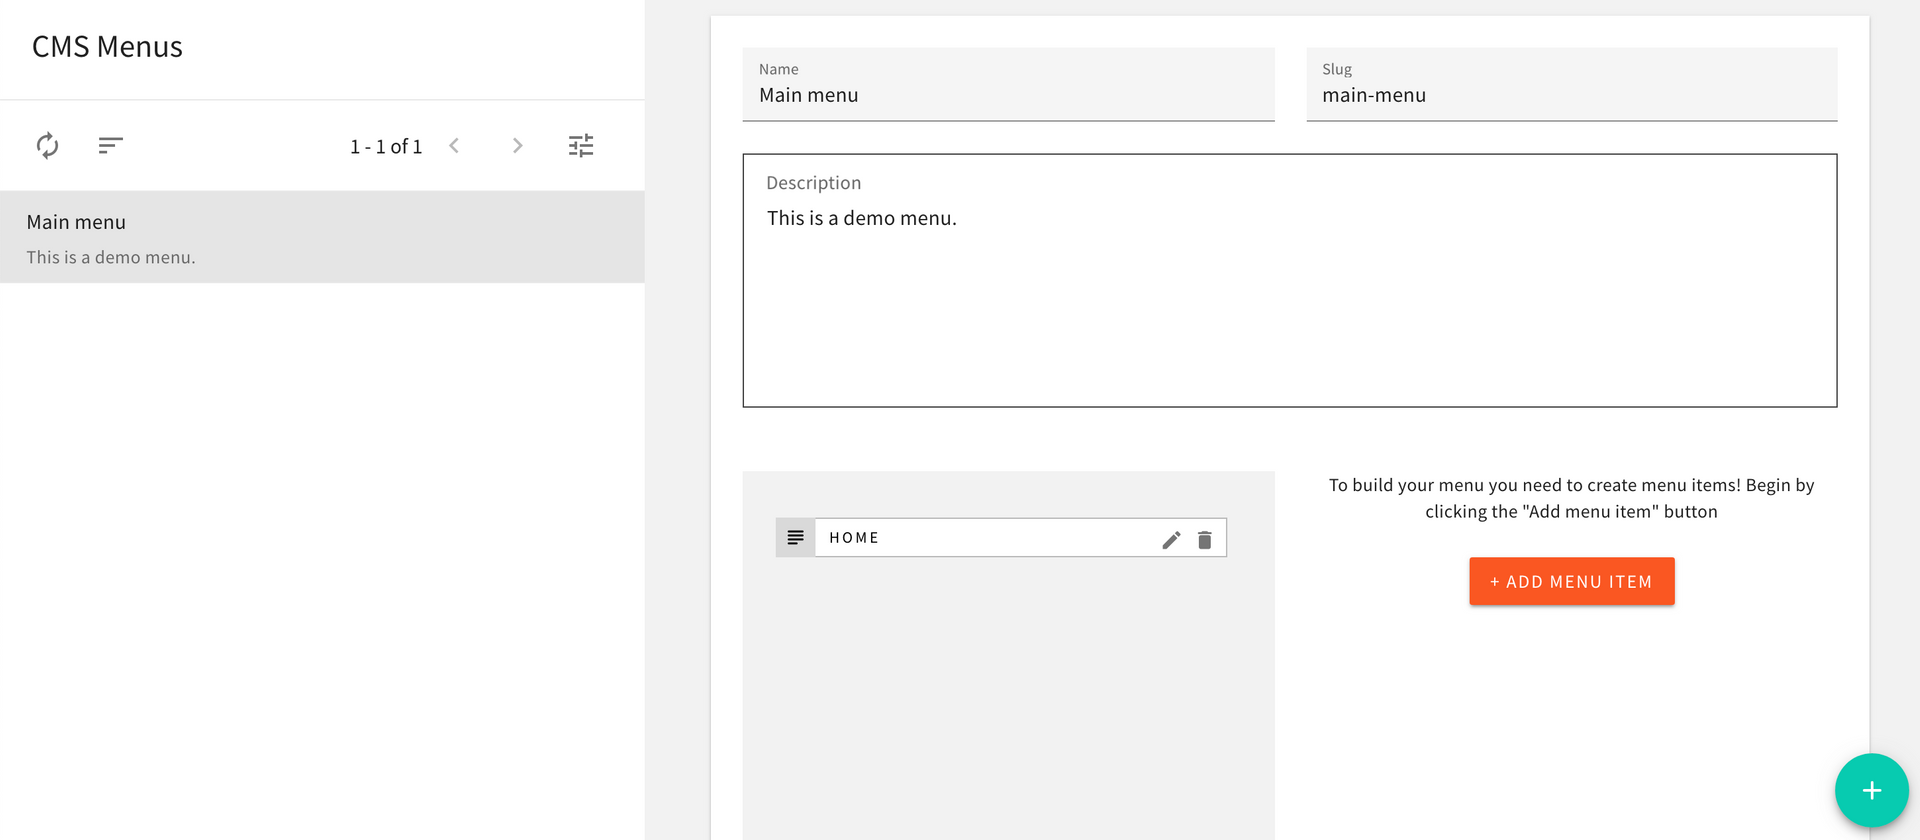 CMS Menus
1 - 1 of 1
Main menu
This is a demo menu.
Name
Main menu
Slug
main-menu
Description
This is a demo menu.
HOME
To build your menu you need to create menu items! Begin by
clicking the "Add menu item" button
+ ADD MENU ITEM